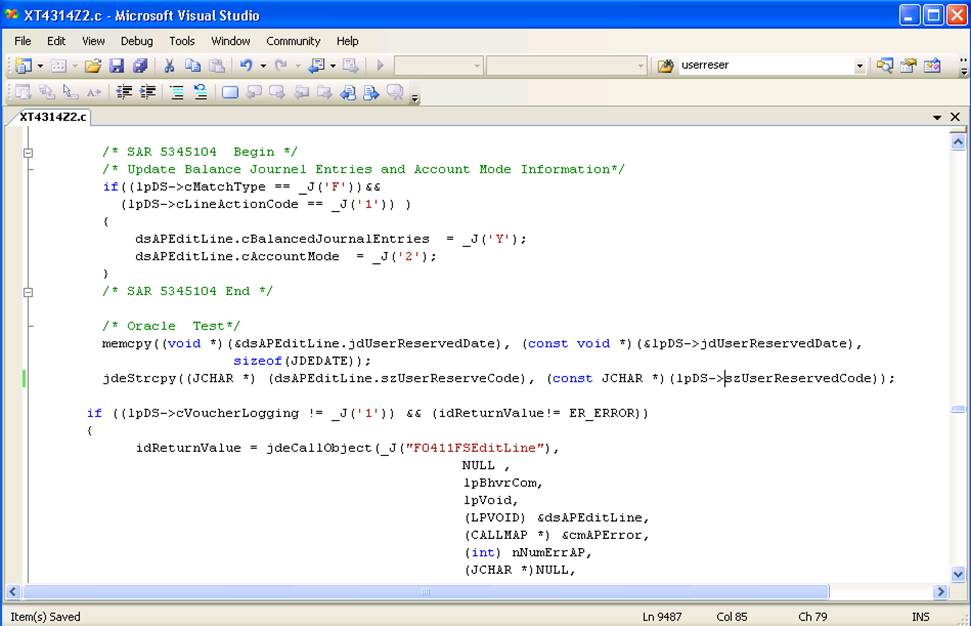 XT4314Z2.c - Microsoft Visual Studio
File Edit View Debug Tools Window Community Help
userreser
XT4314Z2.c
/* SAR 5345104  Begin */
/* Update Balance Journel Entries and Account Mode Information*/
if((lpDS->cMatchType == _J('F'))&&
(lpDS->cLineActionCode == _J('1')) )
{
dsAPEditLine.cBalancedJournalEntries  = _J('Y');
dsAPEditLine.cAccountMode  = _J('2');
}
/* SAR 5345104 End */
/* Oracle  Test*/
memcpy((void *)(&dsAPEditLine.jdUserReservedDate), (const void *)(&lpDS->jdUserReservedDate),
sizeof(JDEDATE));
jdeStrcpy((JCHAR *) (dsAPEditLine.szUserReserveCode), (const JCHAR *)(lpDS->szUserReservedCode));
if ((lpDS->cVoucherLogging != _J('1')) && (idReturnValue!= ER_ERROR))
{
idReturnValue = jdeCallObject(_J("F0411FSEditLine"),
NULL ,
lpBhvrCom,
lpVoid,
(LPVOID) &dsAPEditLine,
(CALLMAP *) &cmAPError,
(int) nNumErrAP,
(JCHAR *)NULL,
Item(s) Saved Ln 9487 Col 85 Ch 79 INS